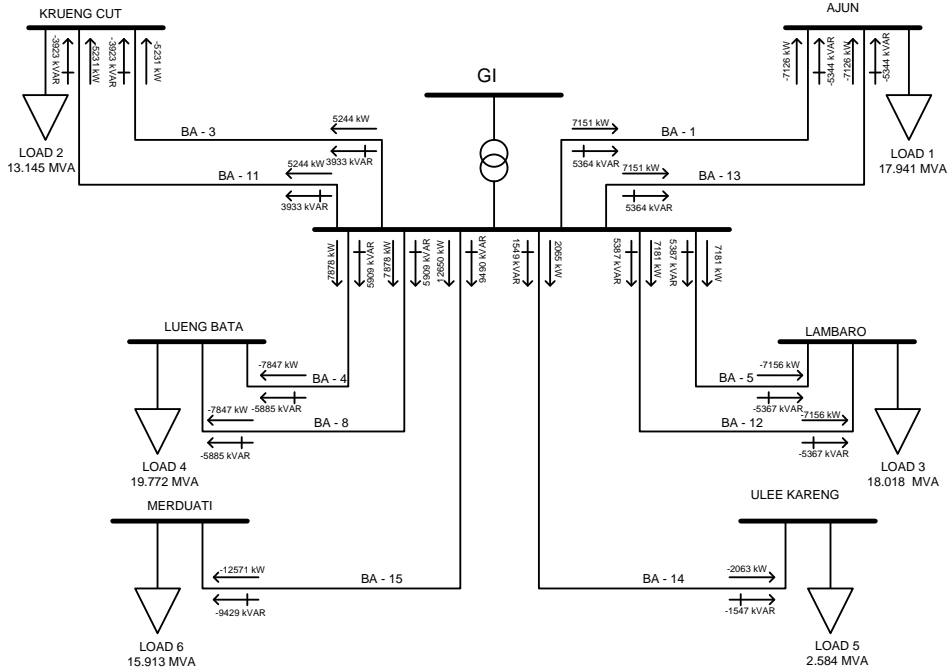 KRUENG CUT
-3923 kVAR
-5231 kW
-3923 kVAR
-5231 kW
LOAD 2
13.145 MVA
BA - 3
5244 kW
3933 kVAR
BA - 11
5244 kW
3933 kVAR
GI
AJUN
-7126 kW
-5344 kVAR
-7126 kW
-5344 kVAR
LOAD 1
17.941 MVA
7151 kW
BA - 1
5364 kVAR
7151 kW
BA - 13
5364 kVAR
7878 kW
5909 kVAR
7878 kW
5909 kVAR
12650 kW
9490 kVAR
1549 kVAR
2065 kW
5387 kVAR
7181 kW
5387 kVAR
7181 kW
LUENG BATA
-7847 kW
BA - 4
-5885 kVAR
-7847 kW
BA - 8
-5885 kVAR
LOAD 4
19.772 MVA
LAMBARO
-7156 kW
BA - 5
-5367 kVAR
-7156 kW
BA - 12
-5367 kVAR
LOAD 3
18.018 MVA
MERDUATI
-12571 kW
BA - 15
-9429 kVAR
LOAD 6
15.913 MVA
ULEE KARENG
-2063 kW
BA - 14
-1547 kVAR
LOAD 5
2.584 MVA